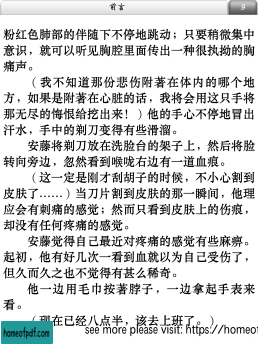 前言
9
粉红色肺部的伴随下不停地跳动；只要稍微集中
意识，就可以听见胸腔里面传出一种很执拗的胸
痛声。
（我不知道那份悲伤附著在体内的哪个地
方，如果是附著在心脏的话，我将会用这只手将
那无尽的悔恨给挖出来！）他的手心不停地冒出
汗水，手中的剃刀变得有些滑溜。
安藤将剃刀放在洗脸台的架子上，然后将脸
转向旁边，忽然看到喉咙右边有一道血痕。
（这一定是刚才刮胡子的时候，不小心割到
皮肤了……）当刀片割到皮肤的那一瞬间，他理
应会有刺痛的感觉；然而只看到皮肤上的伤痕，
却没有任何疼痛的感觉。
安藤觉得自己最近对疼痛的感觉有些麻痹。
起初，他有好几次一看到血就以为自己受伤了，
但久而久之也不觉得有甚么稀奇。
他一边用毛巾按著脖子，一边拿起手表来
看。
（现在已经八点半，该去上班了。）
homeofpdf.com
see more please visit: https://homeof